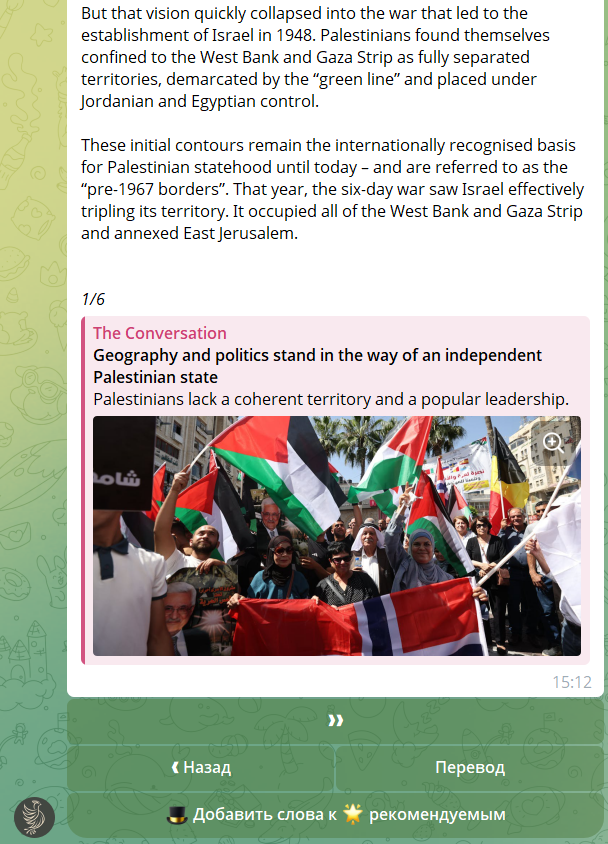 But that vision quickly collapsed into the war that led to the
establishment of Israel in 1948. Palestinians found themselves
confined to the West Bank and Gaza Strip as fully separated
territories, demarcated by the “green line” and placed under
Jordanian and Egyptian control.
These initial contours remain the internationally recognised basis
for Palestinian statehood until today – and are referred to as the
“pre-1967 borders”. That year, the six-day war saw Israel effectively
tripling its territory. It occupied all of the West Bank and Gaza Strip
and annexed East Jerusalem.
1/6
The Conversation
Geography and politics stand in the way of an independent
Palestinian state
Palestinians lack a coherent territory and a popular leadership.
15:12
»
‹ Назад
Перевод
🎩 Добавить слова к 🌟 рекомендуемым